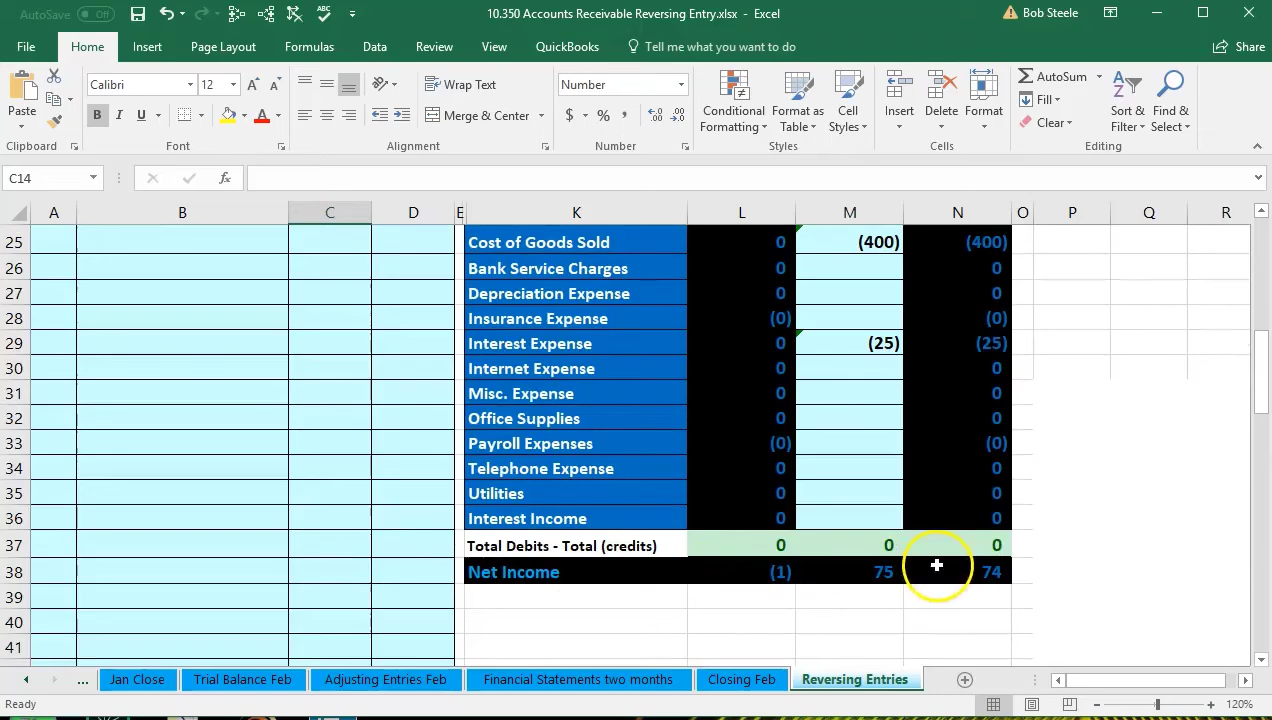 AutoSave Off 10.350 Accounts Receivable Reversing Entry.xlsx - Excel Bob Steele
File Home Insert Page Layout Formulas Data Review View QuickBooks Tell me what you want to do Share
Paste Calibri 12 Wrap Text Number Conditional Formatting Format as Table Cell Styles Insert Delete Format AutoSum Fill Clear Sort & Filter Find & Select
B I U A Merge & Center $ % ,
Clipboard Font Alignment Number Styles Cells Editing
C14 fx
A B C D E K L M N O P Q R
25 Cost of Goods Sold 0 (400) (400)
26 Bank Service Charges 0
27 Depreciation Expense 0 0
28 Insurance Expense (0) (0)
29 Interest Expense 0 (25) (25)
30 Internet Expense 0 0
31 Misc. Expense 0 0
32 Office Supplies 0 0
33 Payroll Expenses (0) (0)
34 Telephone Expense 0 0
35 Utilities 0 0
36 Interest Income 0 0
37 Total Debits - Total (credits) 0 0 0
38 Net Income (1) 75 74
39
40
41
... Jan Close Trial Balance Feb Adjusting Entries Feb Financial Statements two months Closing Feb Reversing Entries
Ready 120%